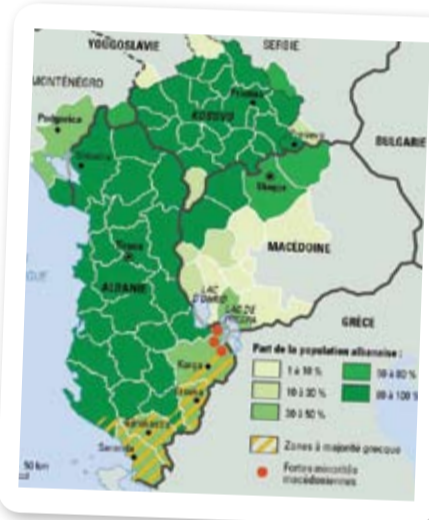 YOUGOSLAVIE
SERBIE
MONTÉNÉGRO
Podgorica
KOSOVO
BULGARIE
Skopje
MACÉDOINE
Tirana
ALBANIE
LAC
D'OHRID
LAC DE
PRESPA
GRÈCE
Korça
Saranda
50 km
Part de la population albanaise :
1 à 10 %
10 à 30 %
30 à 50 %
50 à 80 %
80 à 100 %
Zones à majorité grecque
Fortes minorités
macédoniennes